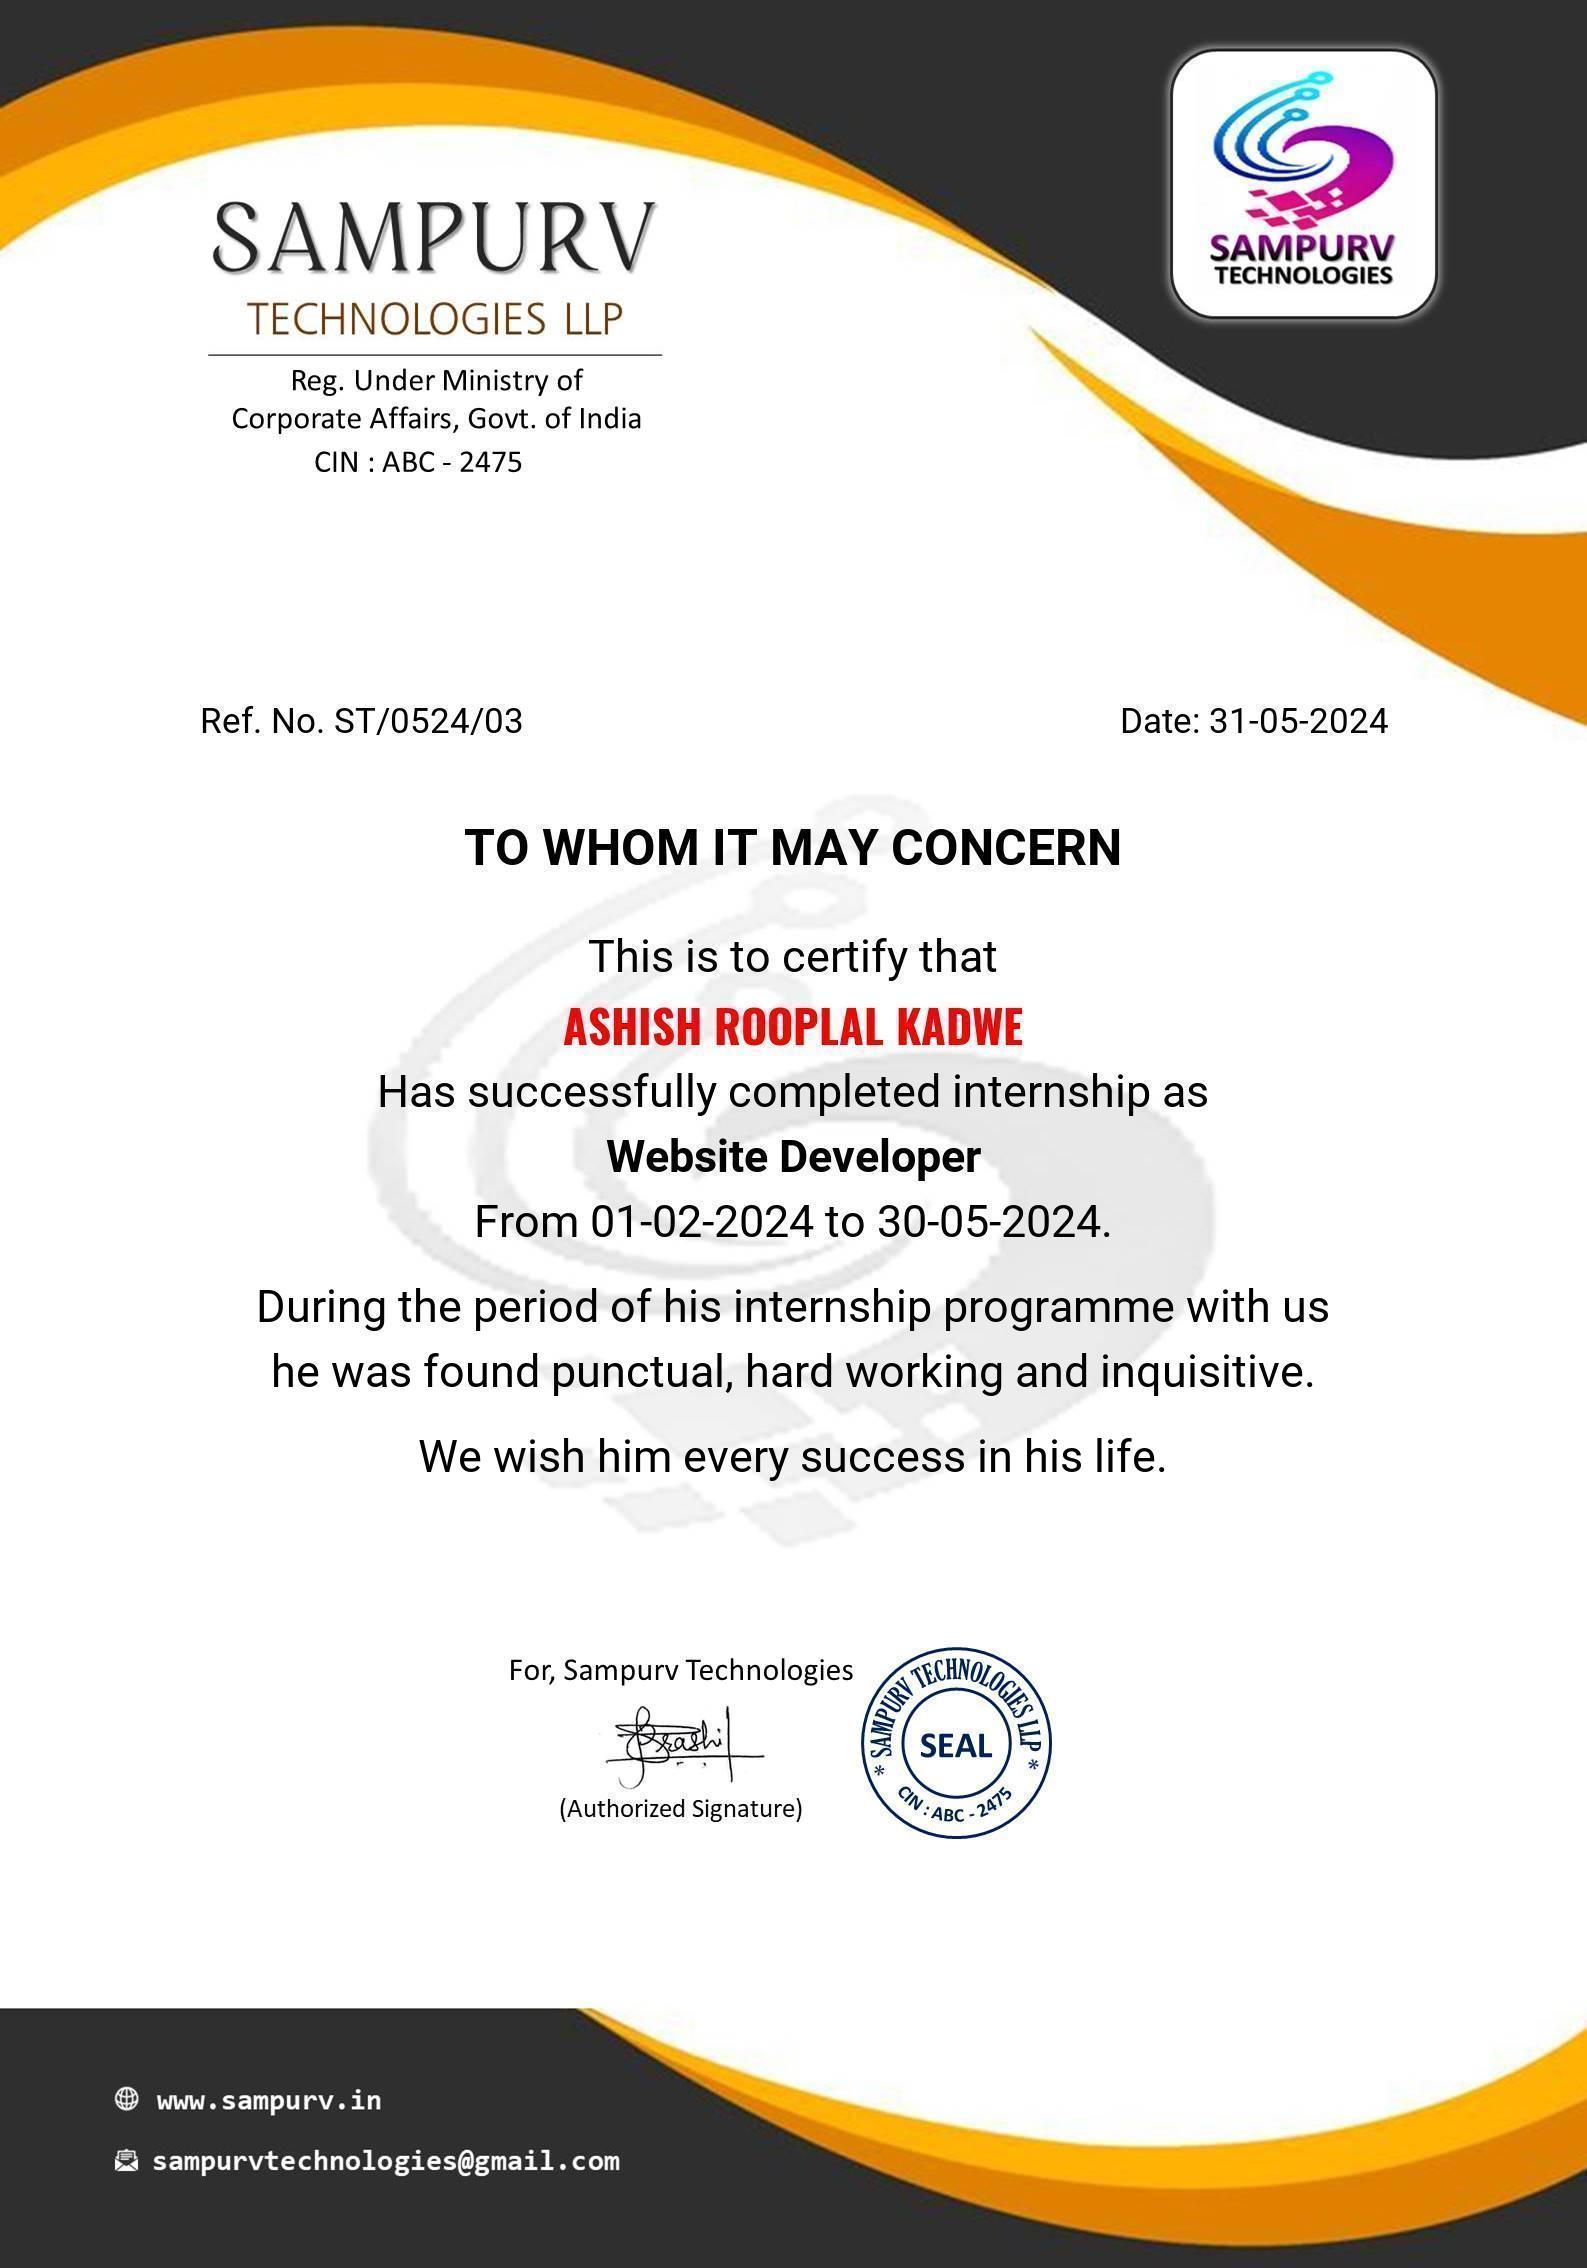 SAMPURV
TECHNOLOGIES LLP
Reg. Under Ministry of
Corporate Affairs, Govt. of India
CIN : ABC - 2475
SAMPURV
TECHNOLOGIES
Ref. No. ST/0524/03
Date: 31-05-2024
TO WHOM IT MAY CONCERN
This is to certify that
ASHISH ROOPLAL KADWE
Has successfully completed internship as
Website Developer
From 01-02-2024 to 30-05-2024.
During the period of his internship programme with us
he was found punctual, hard working and inquisitive.
We wish him every success in his life.
For, Sampurv Technologies
(Authorized Signature)
* SAMPURV TECHNOLOGIES LLP *
SEAL
CIN : ABC - 2475
www.sampurv.in
sampurvtechnologies@gmail.com